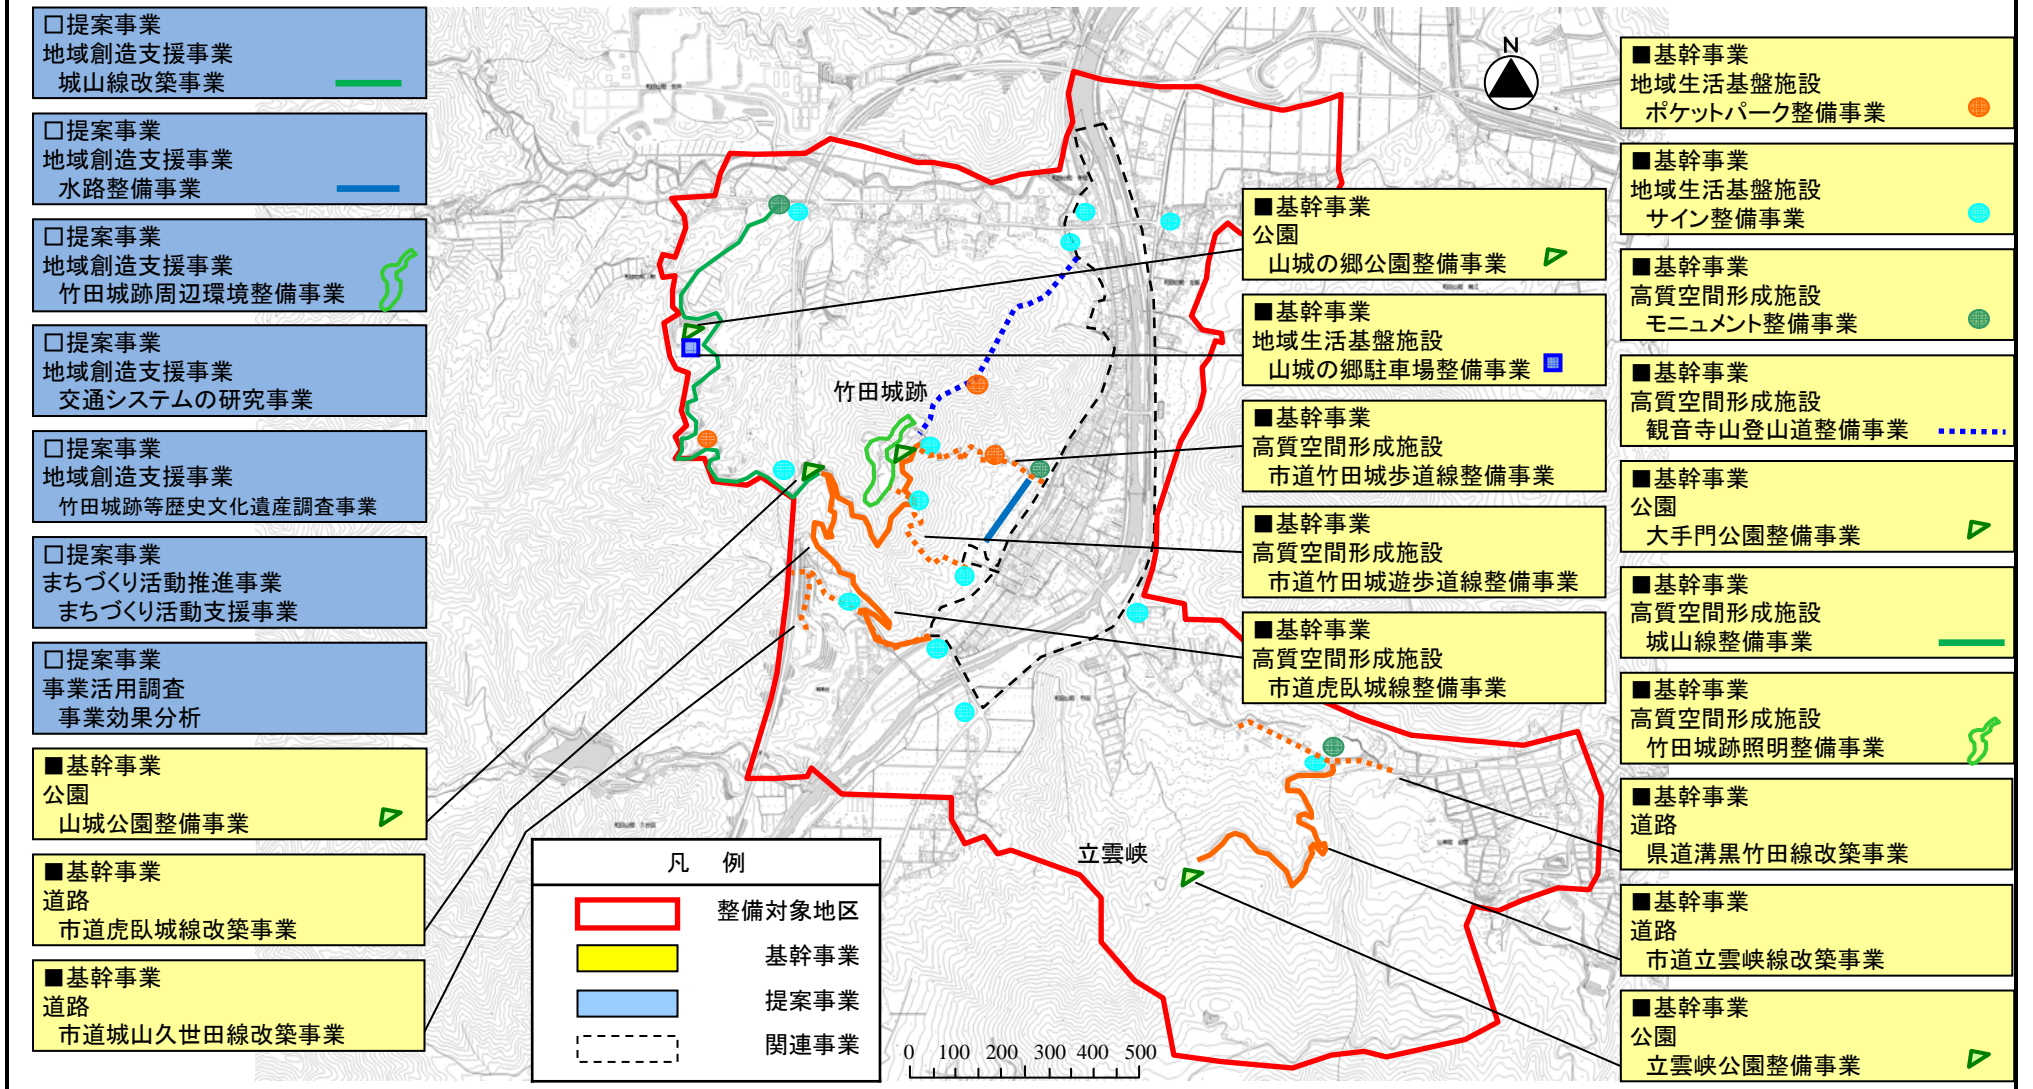 □提案事業
地域創造支援事業
城山線改築事業
□提案事業
地域創造支援事業
水路整備事業
□提案事業
地域創造支援事業
竹田城跡周辺環境整備事業
□提案事業
地域創造支援事業
交通システムの研究事業
□提案事業
地域創造支援事業
竹田城跡等歴史文化遺産調査事業
□提案事業
まちづくり活動推進事業
まちづくり活動支援事業
□提案事業
事業活用調査
事業効果分析
■基幹事業
公園
山城公園整備事業
■基幹事業
道路
市道虎臥城線改築事業
■基幹事業
道路
市道城山久世田線改築事業
竹田城跡
立雲峡
凡 例
整備対象地区
基幹事業
提案事業
関連事業
0 100 200 300 400 500
N
■基幹事業
公園
山城の郷公園整備事業
■基幹事業
地域生活基盤施設
山城の郷駐車場整備事業
■基幹事業
高質空間形成施設
市道竹田城歩道線整備事業
■基幹事業
高質空間形成施設
市道竹田城遊歩道線整備事業
■基幹事業
高質空間形成施設
市道虎臥城線整備事業
■基幹事業
地域生活基盤施設
ポケットパーク整備事業
■基幹事業
地域生活基盤施設
サイン整備事業
■基幹事業
高質空間形成施設
モニュメント整備事業
■基幹事業
高質空間形成施設
観音寺山登山道整備事業
■基幹事業
公園
大手門公園整備事業
■基幹事業
高質空間形成施設
城山線整備事業
■基幹事業
高質空間形成施設
竹田城跡照明整備事業
■基幹事業
道路
県道溝黒竹田線改築事業
■基幹事業
道路
市道立雲峡線改築事業
■基幹事業
公園
立雲峡公園整備事業